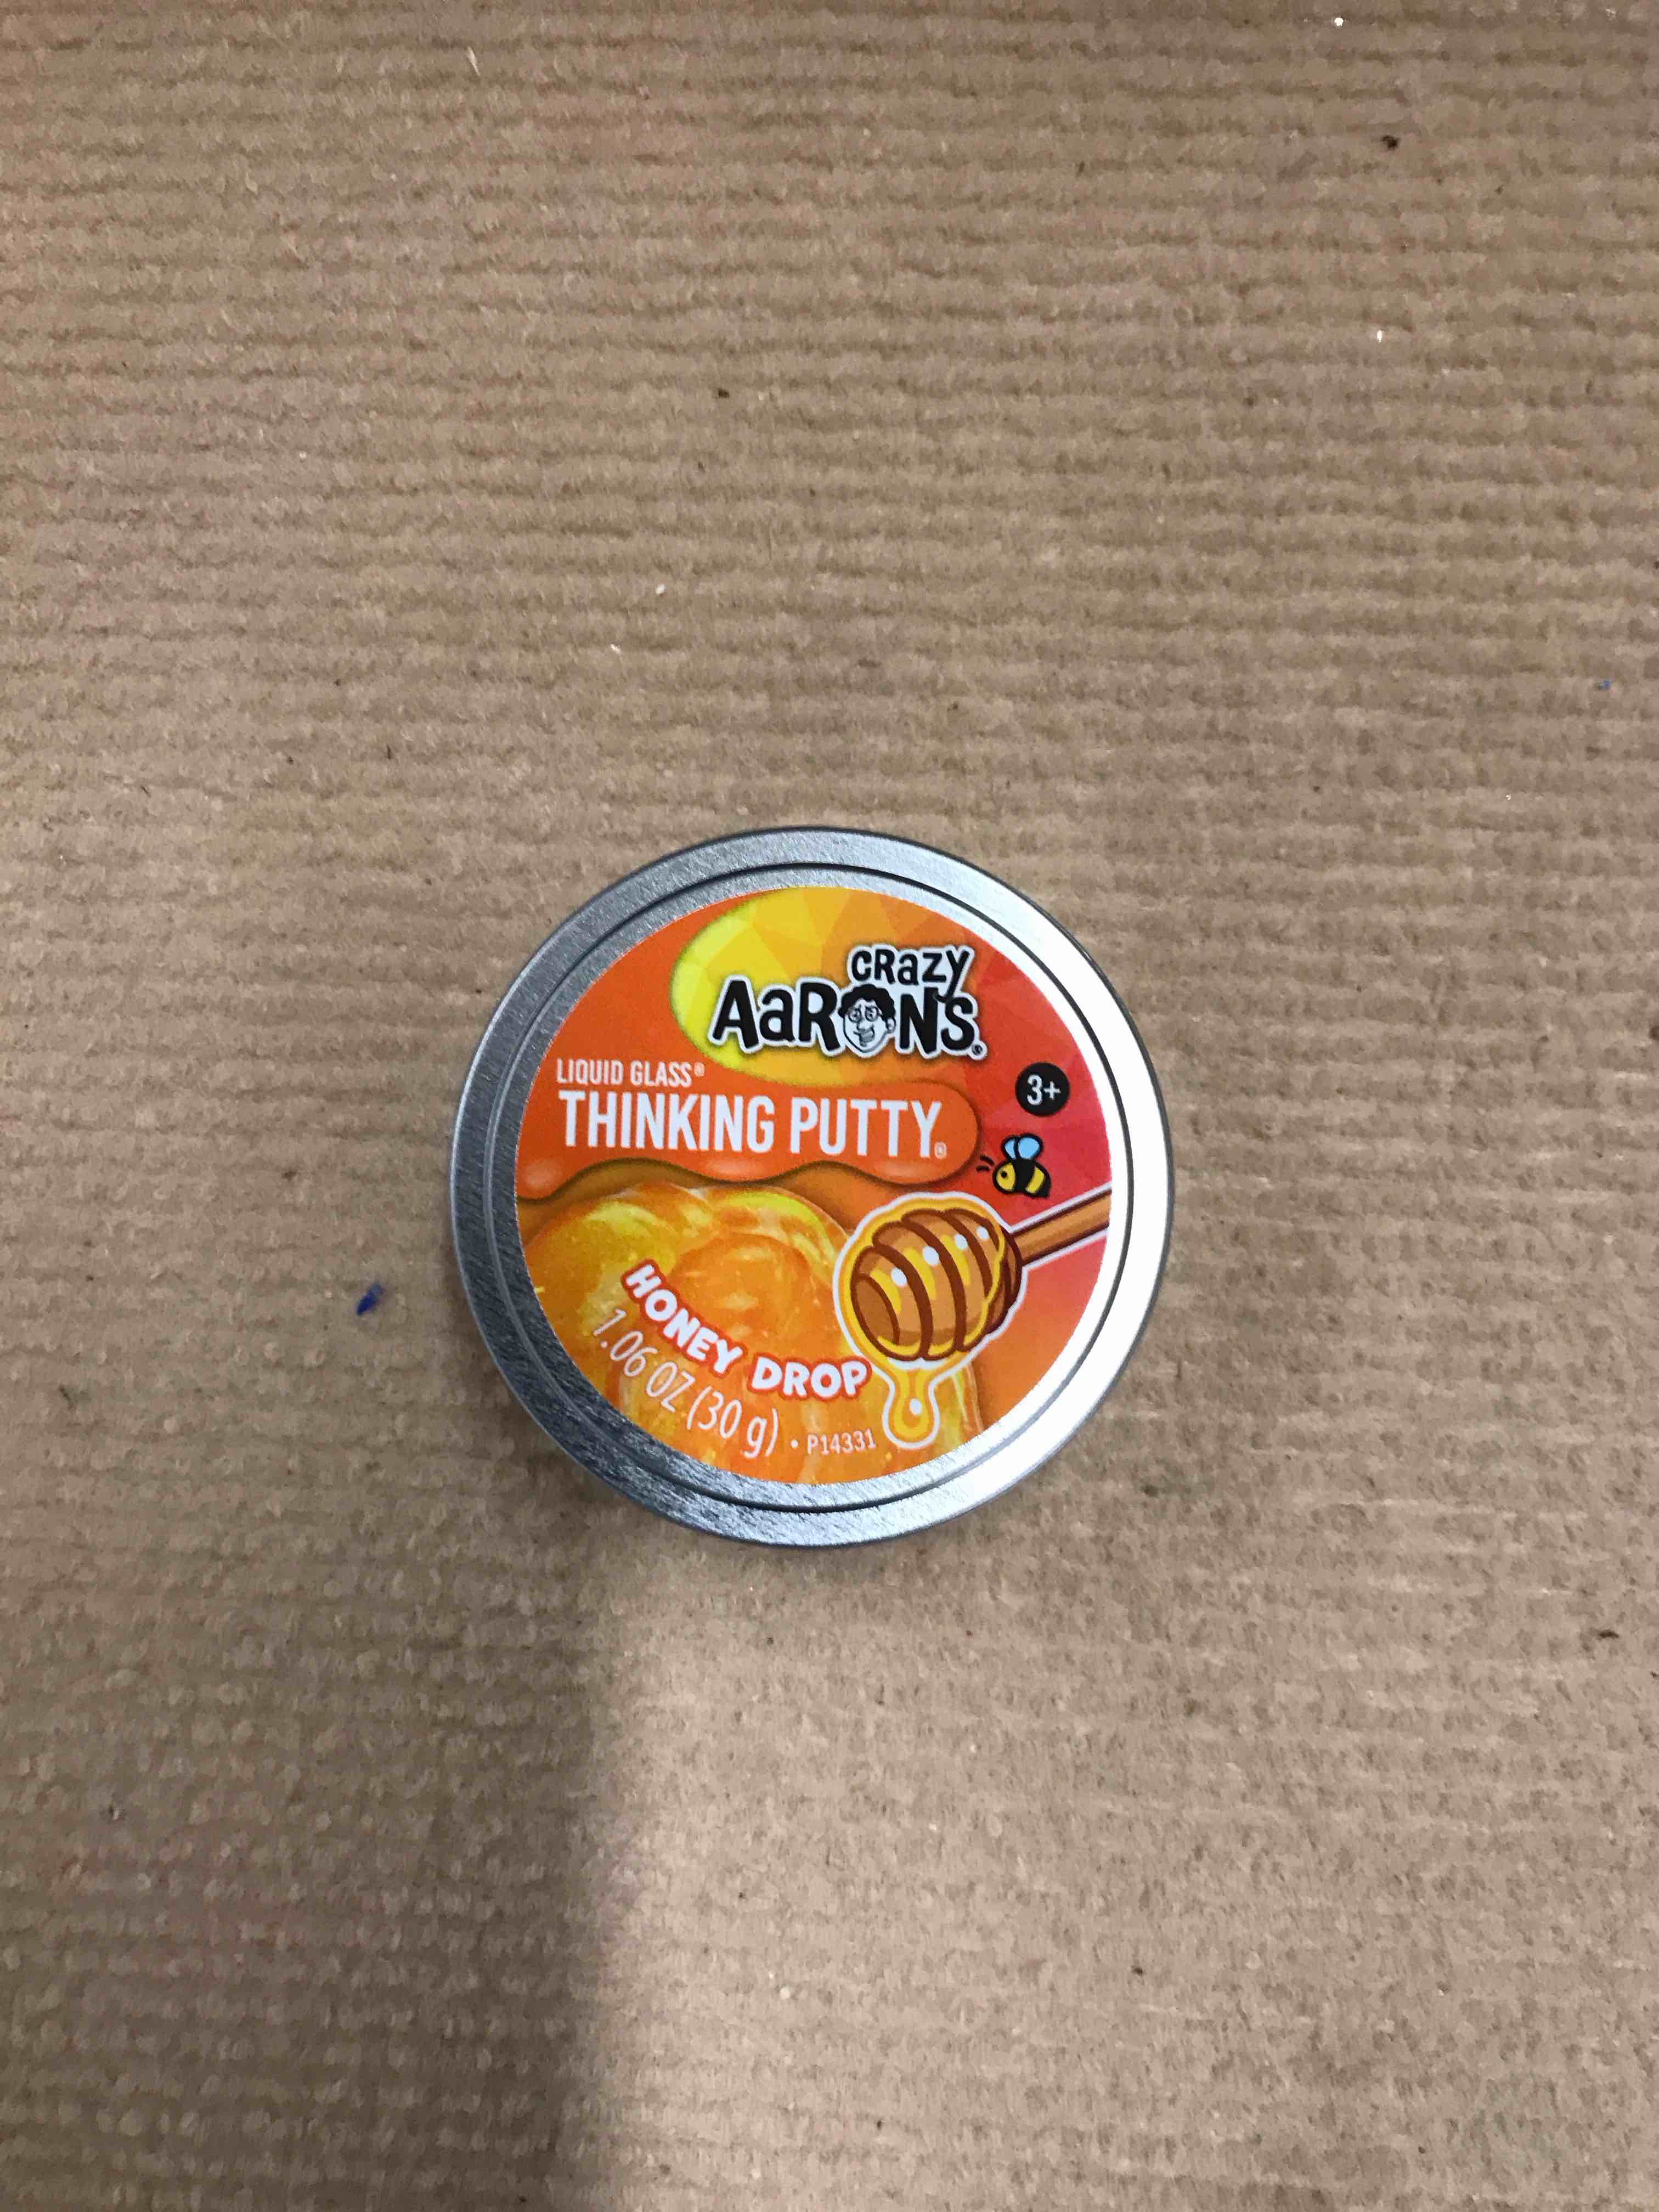 CRaZY
AaRONS®
LIQUID GLASS®
THINKING PUTTY®
3+
HONEY DROP
1.06 OZ (30 g) • P14331